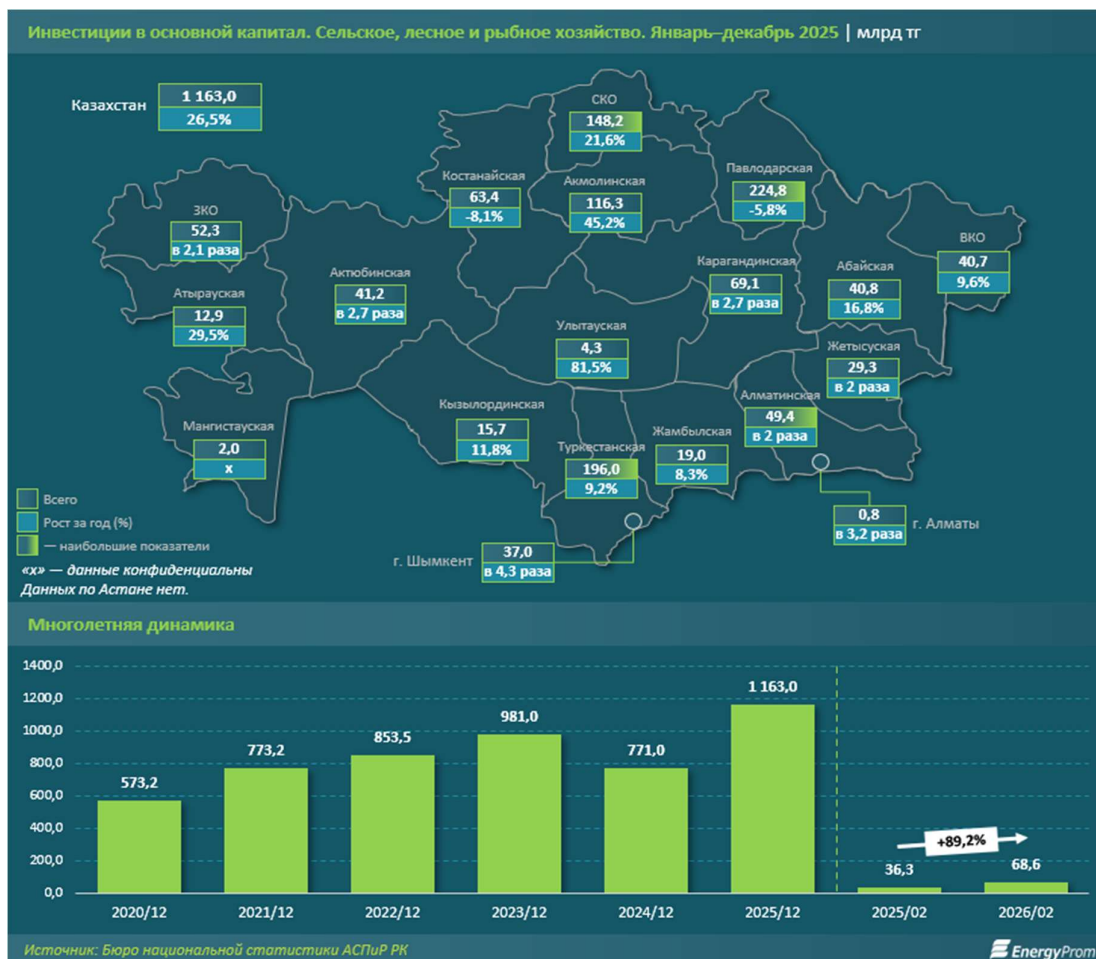 Инвестиции в основной капитал. Сельское, лесное и рыбное хозяйство. Январь–декабрь 2025 | млрд тг
Казахстан
1 163,0
26,5%
СКО
148,2
21,6%
Костанайская
63,4
-8,1%
Акмолинская
116,3
45,2%
Павлодарская
224,8
-5,8%
ЗКО
52,3
в 2,1 раза
ВКО
40,7
9,6%
Актюбинская
41,2
в 2,7 раза
Карагандинская
69,1
в 2,7 раза
Абайская
40,8
16,8%
Атырауская
12,9
29,5%
Улытауская
4,3
81,5%
Жетысуская
29,3
в 2 раза
Алматинская
49,4
в 2 раза
Кызылординская
15,7
11,8%
Мангистауская
2,0
x
Туркестанская
196,0
9,2%
Жамбылская
19,0
8,3%
0,8
в 3,2 раза
г. Алматы
г. Шымкент
37,0
в 4,3 раза
Всего
Рост за год (%)
— наибольшие показатели
«x» — данные конфиденциальны
Данных по Астане нет.
Многолетняя динамика
1400,0
1200,0
1000,0
800,0
600,0
400,0
200,0
0,0
573,2
773,2
853,5
981,0
771,0
1 163,0
36,3
68,6
+89,2%
2020/12
2021/12
2022/12
2023/12
2024/12
2025/12
2025/02
2026/02
Источник: Бюро национальной статистики АСПиР РК
EnergyProm